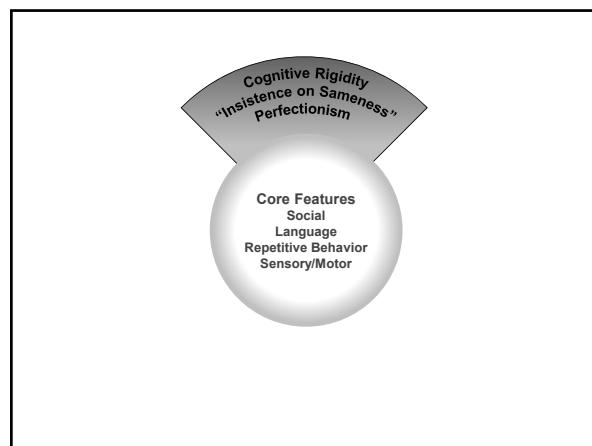 Cognitive Rigidity
“Insistence on Sameness”
Perfectionism
Core Features
Social
Language
Repetitive Behavior
Sensory/Motor